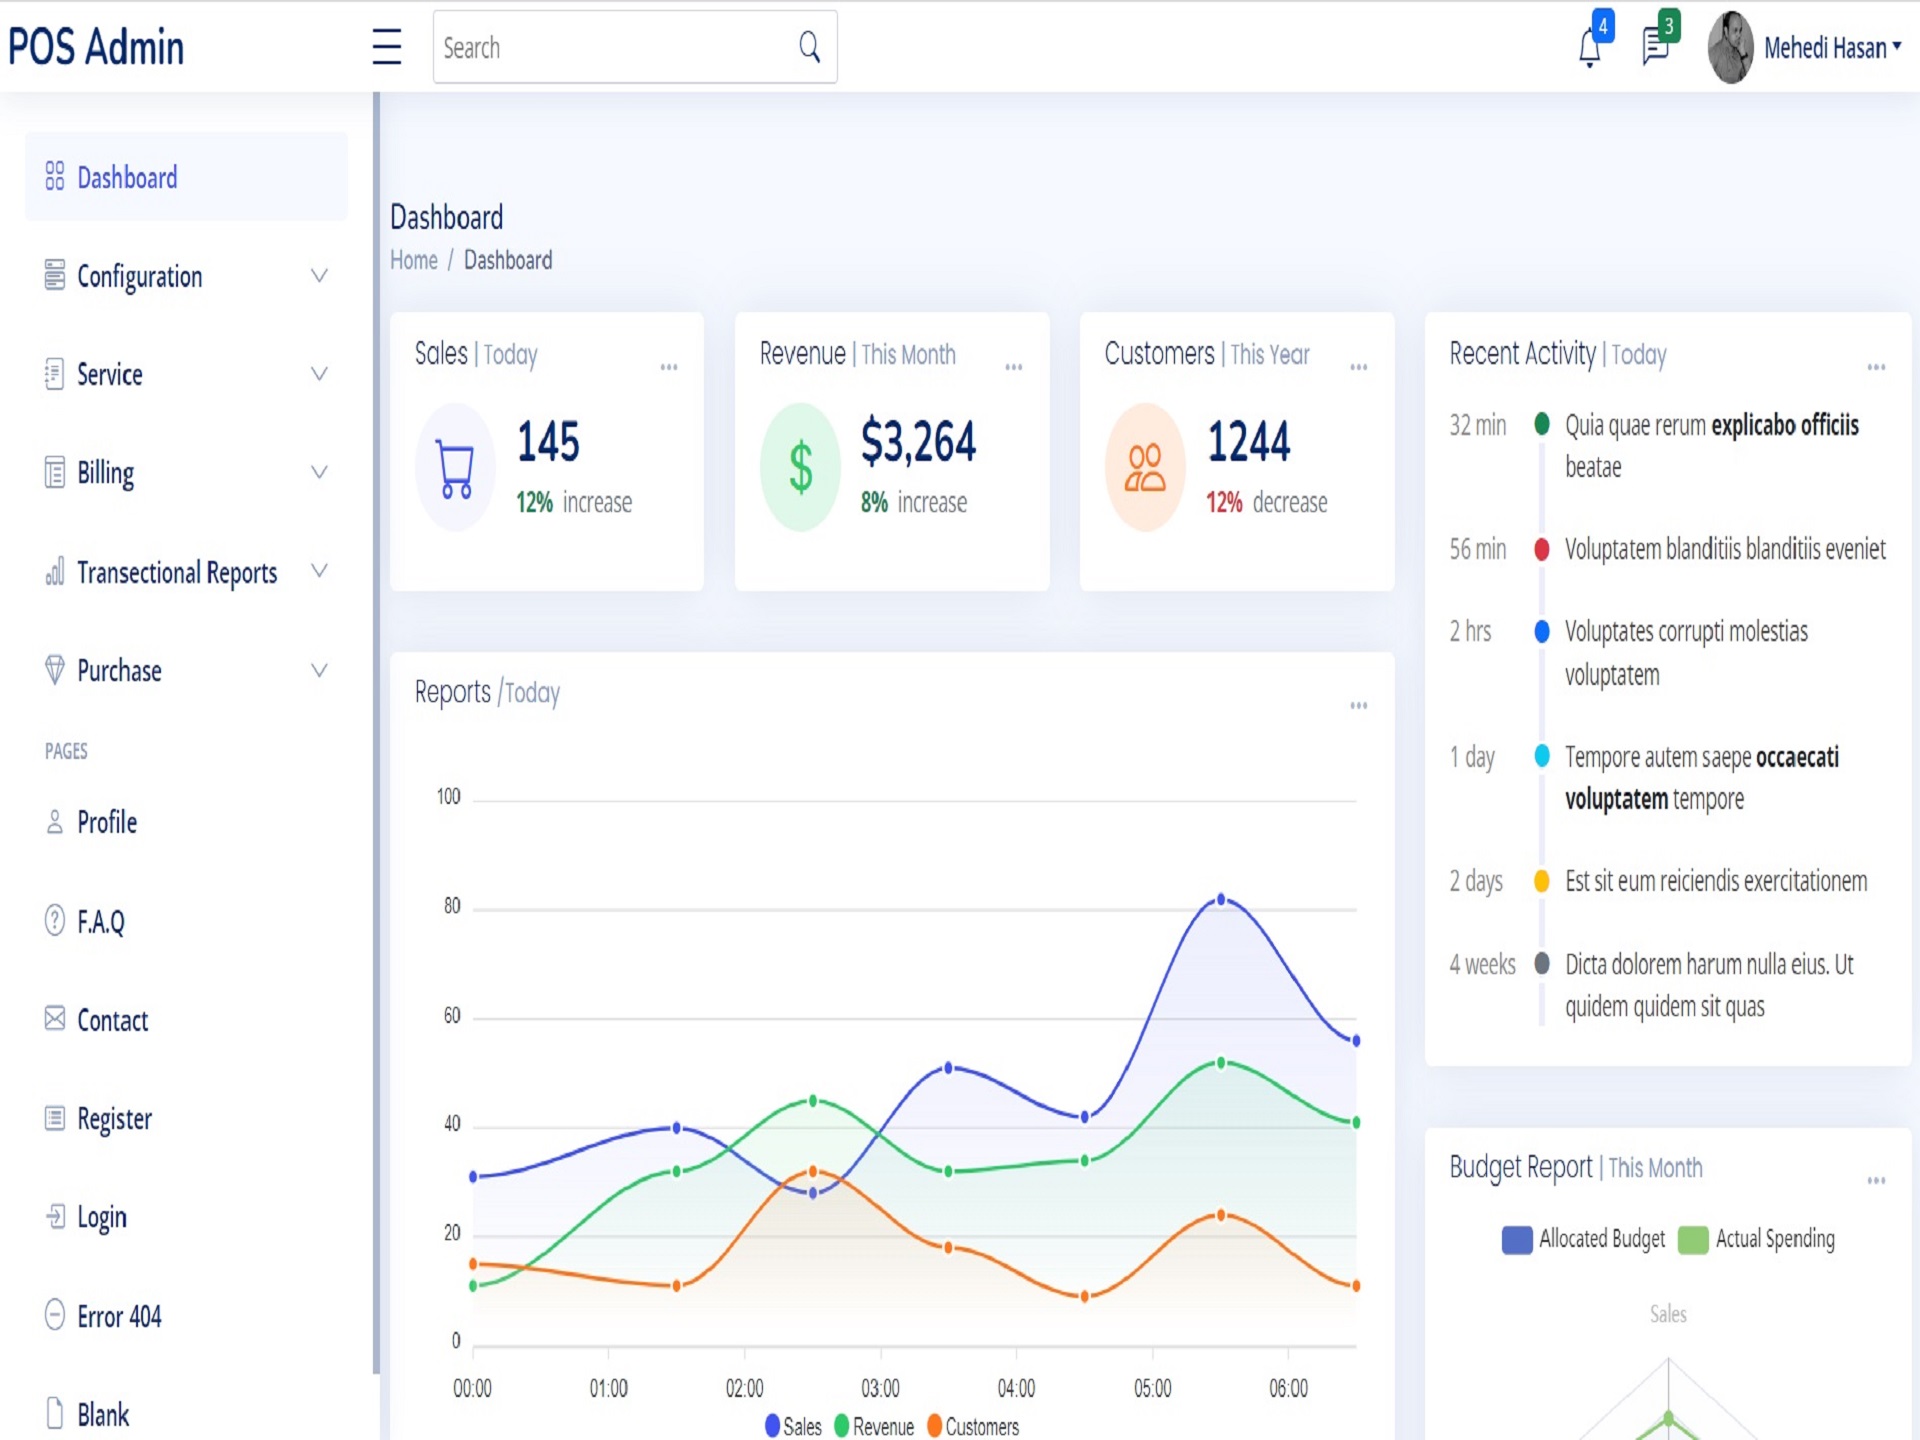 POS Admin
Search
4
3
Mehedi Hasan
Dashboard
Configuration
Service
Billing
Transectional Reports
Purchase
PAGES
Profile
F.A.Q
Contact
Register
Login
Error 404
Blank
Dashboard
Home / Dashboard
Sales | Today
145
12% increase
Revenue | This Month
$
$3,264
8% increase
Customers | This Year
1244
12% decrease
Reports /Today
100
80
60
40
20
0
00:00 01:00 02:00 03:00 04:00 05:00 06:00
Sales Revenue Customers
Recent Activity | Today
32 min Quia quae rerum explicabo officiis
beatae
56 min Voluptatem blanditiis blanditiis eveniet
2 hrs Voluptates corrupti molestias
voluptatem
1 day Tempore autem saepe occaecati
voluptatem tempore
2 days Est sit eum reiciendis exercitationem
4 weeks Dicta dolorem harum nulla eius. Ut
quidem quidem sit quas
Budget Report | This Month
Allocated Budget Actual Spending
Sales